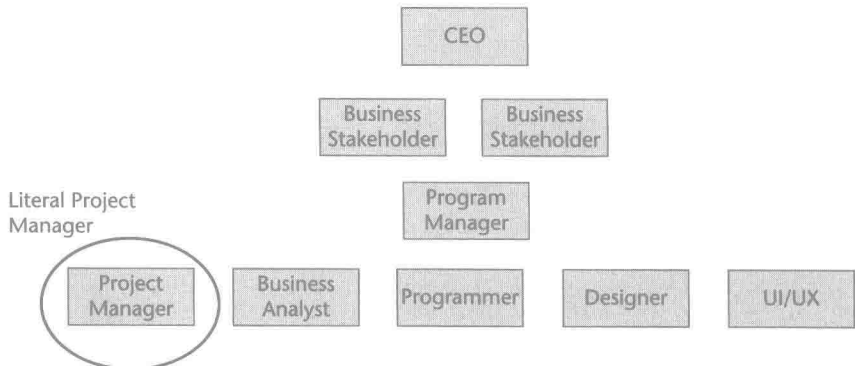 CEO
Business
Stakeholder
Business
Stakeholder
Program
Manager
Literal Project
Manager
Project
Manager
Business
Analyst
Programmer
Designer
UI/UX